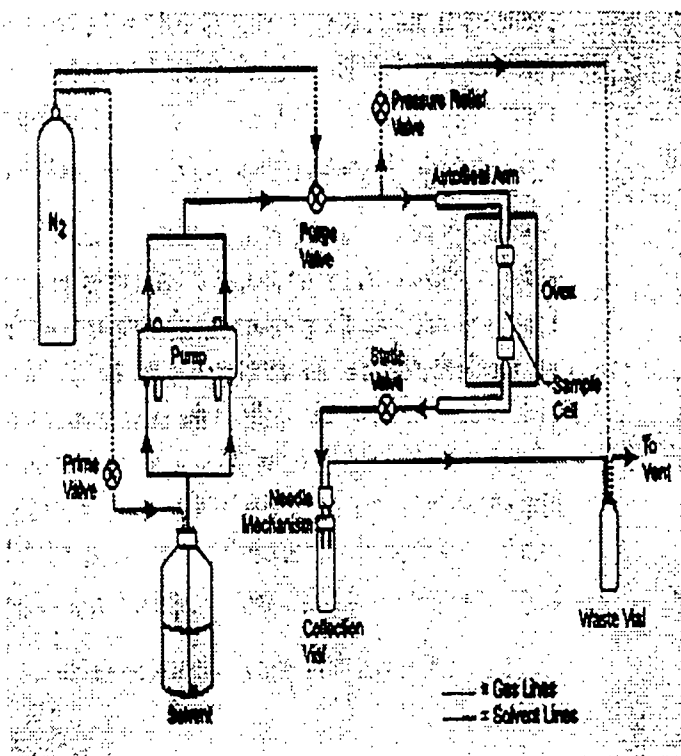 Pressure Relief
Valve
AutoSeal Arm
N2
Purge
Valve
Oven
Pump
Static
Valve
Sample
Cell
Prime
Valve
To
Vent
Needle
Mechanism
Collection
Vial
Waste Vial
Solvent
= Gas Lines
= Solvent Lines